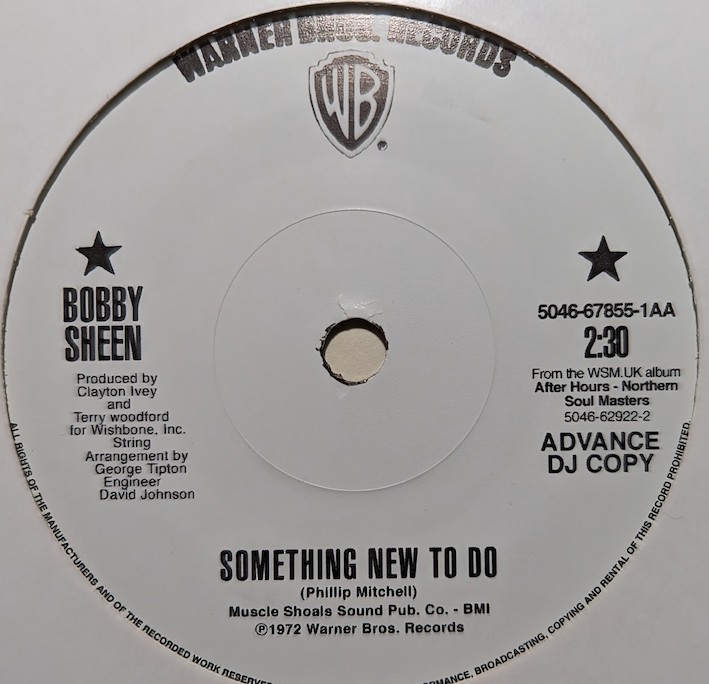 WARNER BROS. RECORDS
WB
BOBBY
SHEEN
Produced by
Clayton Ivey
and
Terry woodford
for Wishbone, Inc.
String
Arrangement by
George Tipton
Engineer
David Johnson
5046-67855-1AA
2:30
From the WSM.UK album
After Hours - Northern
Soul Masters
5046-62922-2
ADVANCE
DJ COPY
SOMETHING NEW TO DO
(Phillip Mitchell)
Muscle Shoals Sound Pub. Co. - BMI
℗1972 Warner Bros. Records
ALL RIGHTS OF THE MANUFACTURERS AND OF THE RECORDED WORK RESERVED
BROADCASTING, COPYING AND RENTAL OF THIS RECORD PROHIBITED